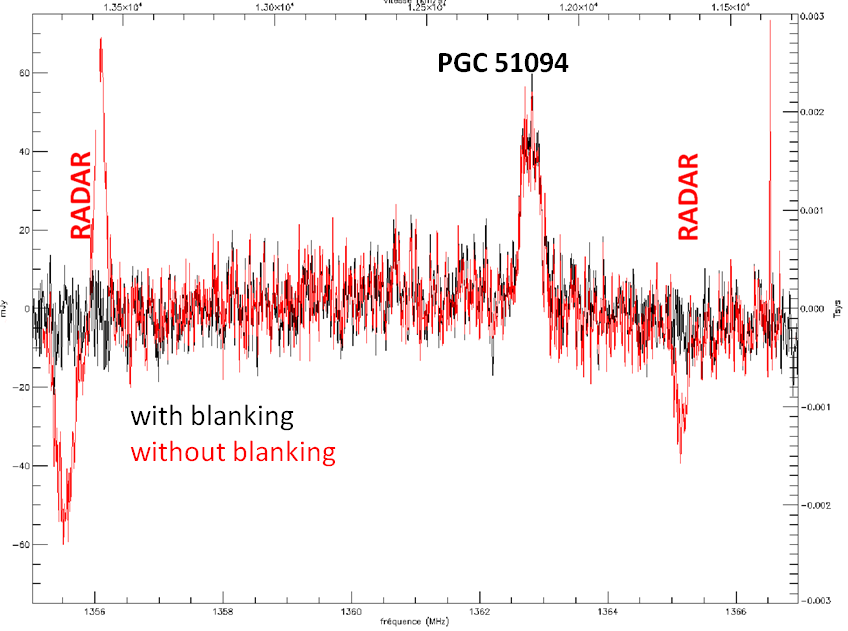 1.35×10⁴ 1.30×10⁴ 1.25×10⁴ 1.20×10⁴ 1.15×10⁴
PGC 51094
RADAR
RADAR
60
40
20
0
−20
−40
−60
mJy
0.003
0.002
0.001
0.000
−0.001
−0.002
−0.003
Tsys
with blanking
without blanking
1356 1358 1360 1362 1364 1366
fréquence (MHz)